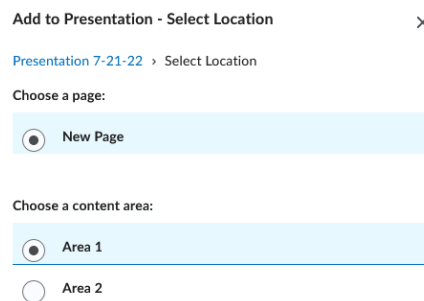 Add to Presentation - Select Location
Presentation 7-21-22 › Select Location
Choose a page:
New Page
Choose a content area:
Area 1
Area 2